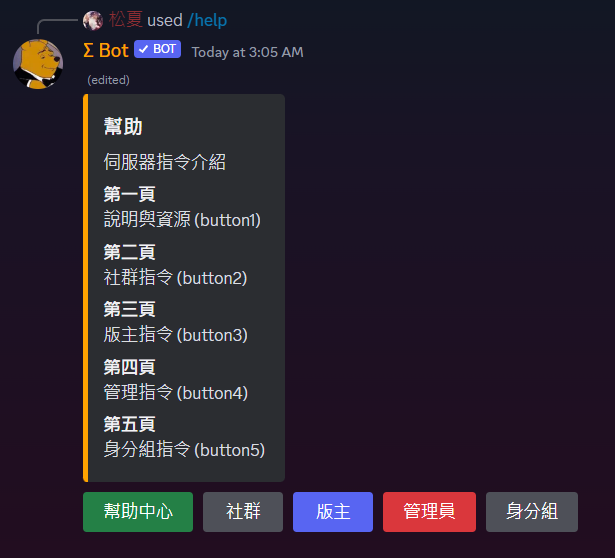 松夏 used /help
Σ Bot ✓ BOT Today at 3:05 AM
(edited)
幫助
伺服器指令介紹
第一頁
說明與資源 (button1)
第二頁
社群指令 (button2)
第三頁
版主指令 (button3)
第四頁
管理指令 (button4)
第五頁
身分組指令 (button5)
幫助中心 社群 版主 管理員 身分組